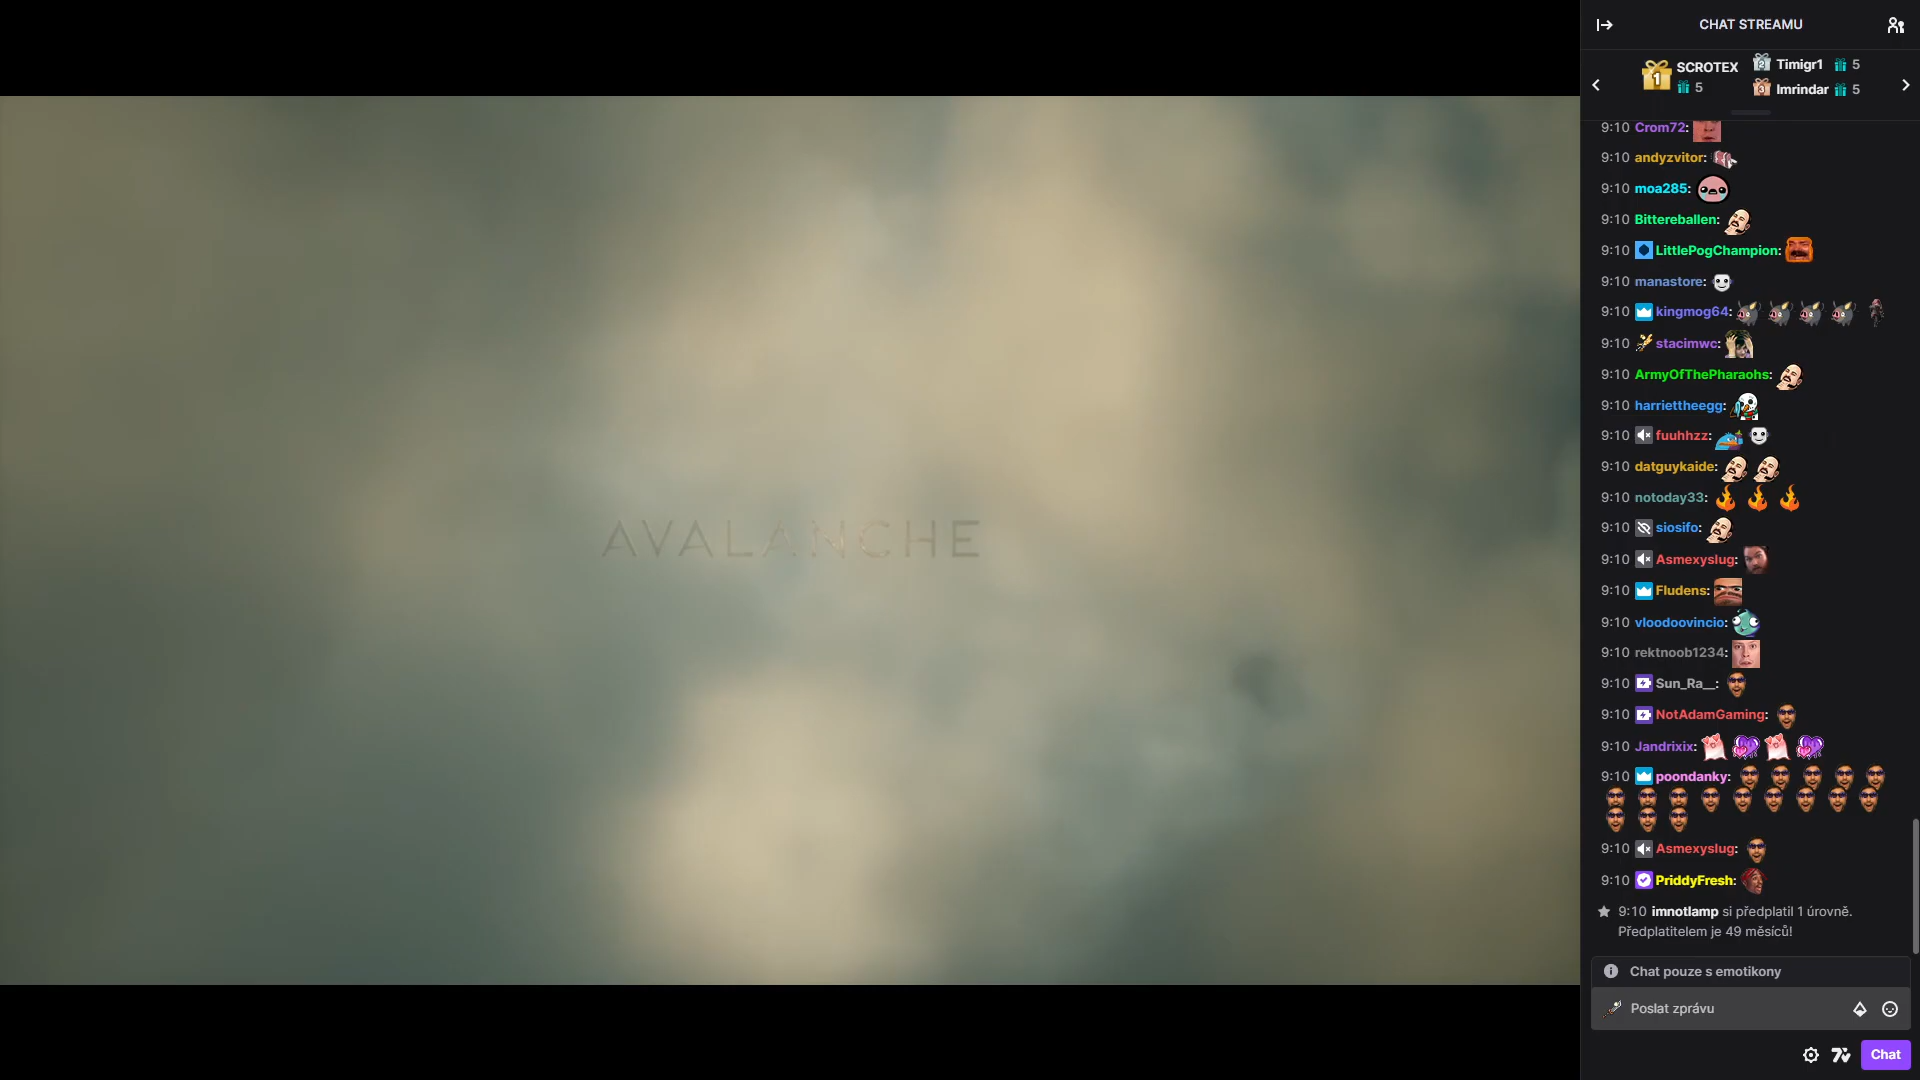 AVALANCHE
CHAT STREAMU
1 SCROTEX
5
2 Timigr1 5
3 Imrindar 5
9:10 Crom72:
9:10 andyzvitor:
9:10 moa285:
9:10 Bittereballen:
9:10 LittlePogChampion:
9:10 manastore:
9:10 kingmog64:
9:10 stacimwc:
9:10 ArmyOfThePharaohs:
9:10 harriettheegg:
9:10 fuuhhzz:
9:10 datguykaide:
9:10 notoday33:
9:10 siosifo:
9:10 Asmexyslug:
9:10 Fludens:
9:10 vloodoovincio:
9:10 rektnoob1234:
9:10 Sun_Ra__:
9:10 NotAdamGaming:
9:10 Jandrixix:
9:10 poondanky:
9:10 Asmexyslug:
9:10 PriddyFresh:
9:10 imnotlamp si předplatil 1 úrovně.
Předplatitelem je 49 měsíců!
Chat pouze s emotikony
Poslat zprávu
Chat